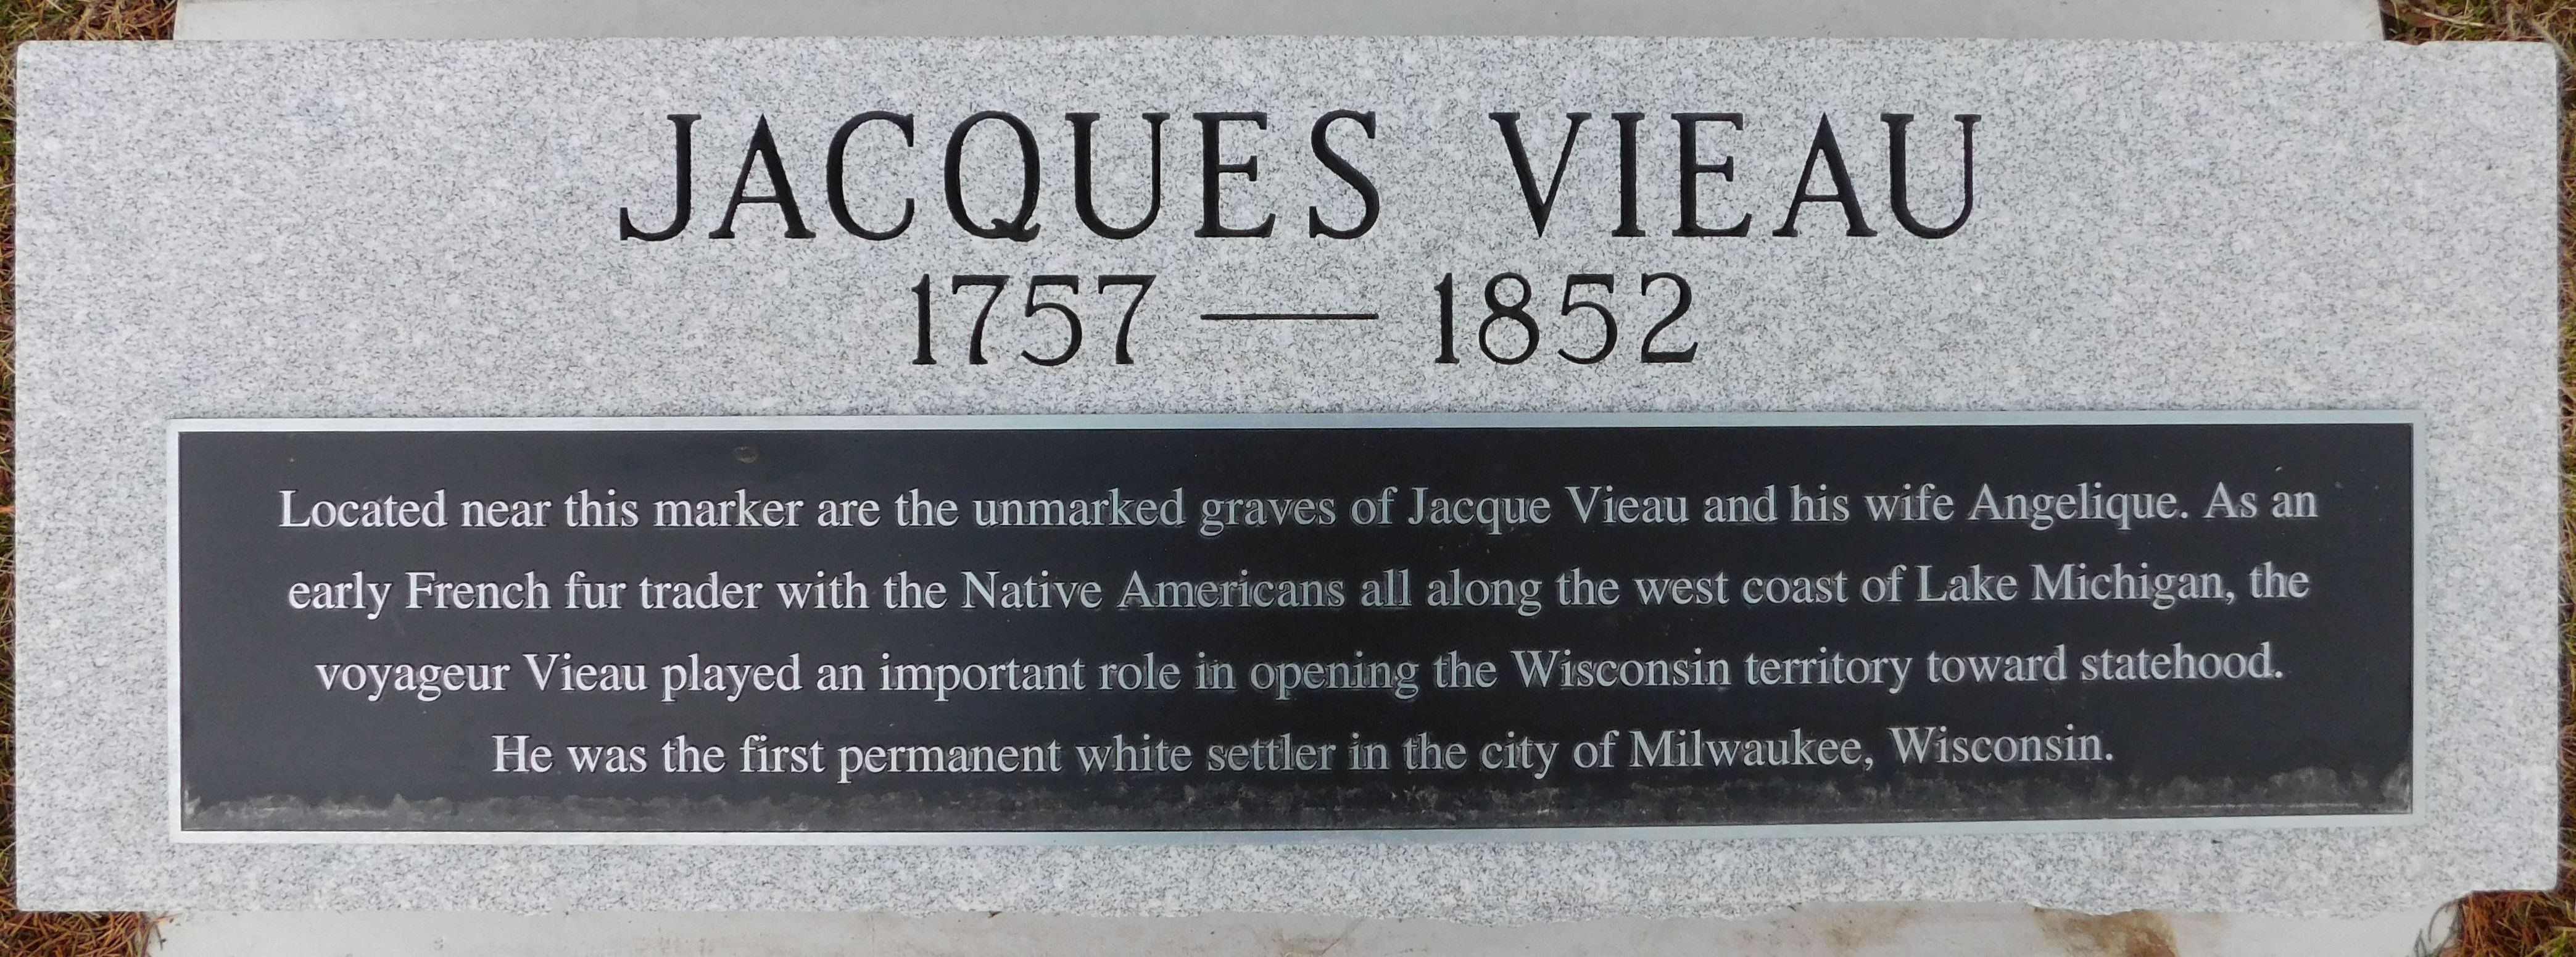 JACQUES VIEAU
1757 — 1852
Located near this marker are the unmarked graves of Jacque Vieau and his wife Angelique. As an
early French fur trader with the Native Americans all along the west coast of Lake Michigan, the
voyageur Vieau played an important role in opening the Wisconsin territory toward statehood.
He was the first permanent white settler in the city of Milwaukee, Wisconsin.